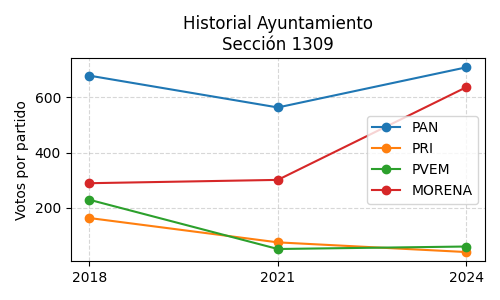 Historial Ayuntamiento
Sección 1309
Votos por partido
600
400
200
2018
2021
2024
PAN
PRI
PVEM
MORENA